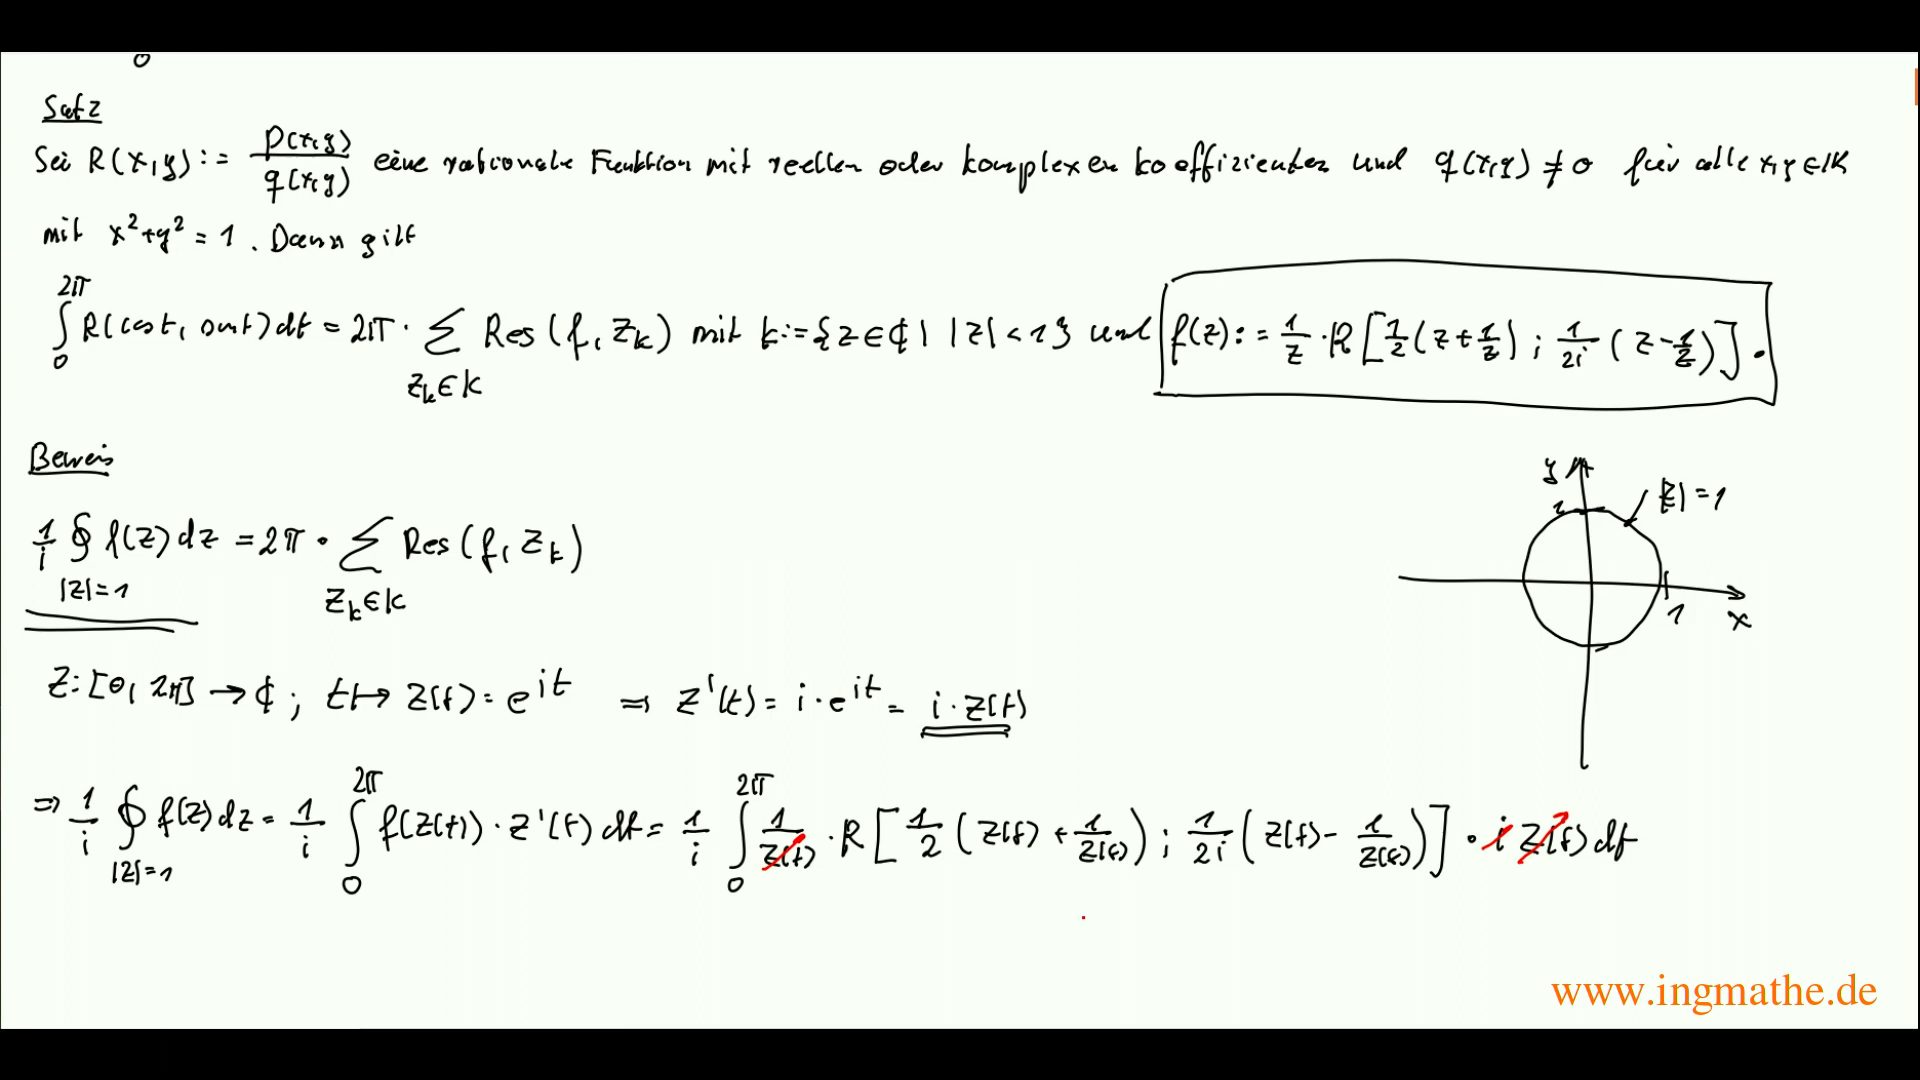 Satz
Sei R(x,y) := p(x,y)/q(x,y) eine rationale Funktion mit reellen oder komplexen Koeffizienten und q(x,y) ≠ 0 für alle x,y ∈ ℝ
mit x² + y² = 1. Dann gilt
∫₀^{2π} R(cos t, sin t) dt = 2π · ∑_{z_k ∈ K} Res(f, z_k) mit K := {z ∈ ℂ | |z| < 1} und f(z) := 1/z · R[1/2 (z + 1/z) ; 1/2i (z - 1/z)].
Beweis
y
1
|z| = 1
1
x
1/i ∮_{|z|=1} f(z) dz = 2π · ∑_{z_k ∈ K} Res(f, z_k)
z: [0, 2π] → ℂ ; t ↦ z(t) = e^{it} ⇒ z'(t) = i · e^{it} = i · z(t)
⇒ 1/i ∮_{|z|=1} f(z) dz = 1/i ∫₀^{2π} f(z(t)) · z'(t) dt = 1/i ∫₀^{2π} 1/z(t) · R[1/2 (z(t) + 1/z(t)) ; 1/2i (z(t) - 1/z(t))] · i z(t) dt
www.ingmathe.de